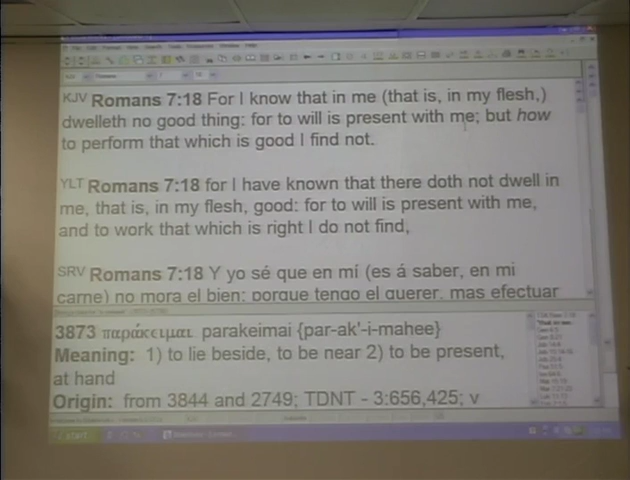 KJV Romans 7:18 For I know that in me (that is, in my flesh,)
dwelleth no good thing: for to will is present with me; but how
to perform that which is good I find not.
YLT Romans 7:18 for I have known that there doth not dwell in
me, that is, in my flesh, good: for to will is present with me,
and to work that which is right I do not find,
SRV Romans 7:18 Y yo sé que en mí (es á saber, en mi
carne) no mora el bien: porque tengo el querer, mas efectuar
3873 παράκειμαι parakeimai {par-ak'-i-mahee}
Meaning: 1) to lie beside, to be near 2) to be present,
at hand
Origin: from 3844 and 2749; TDNT - 3:656,425; v
start